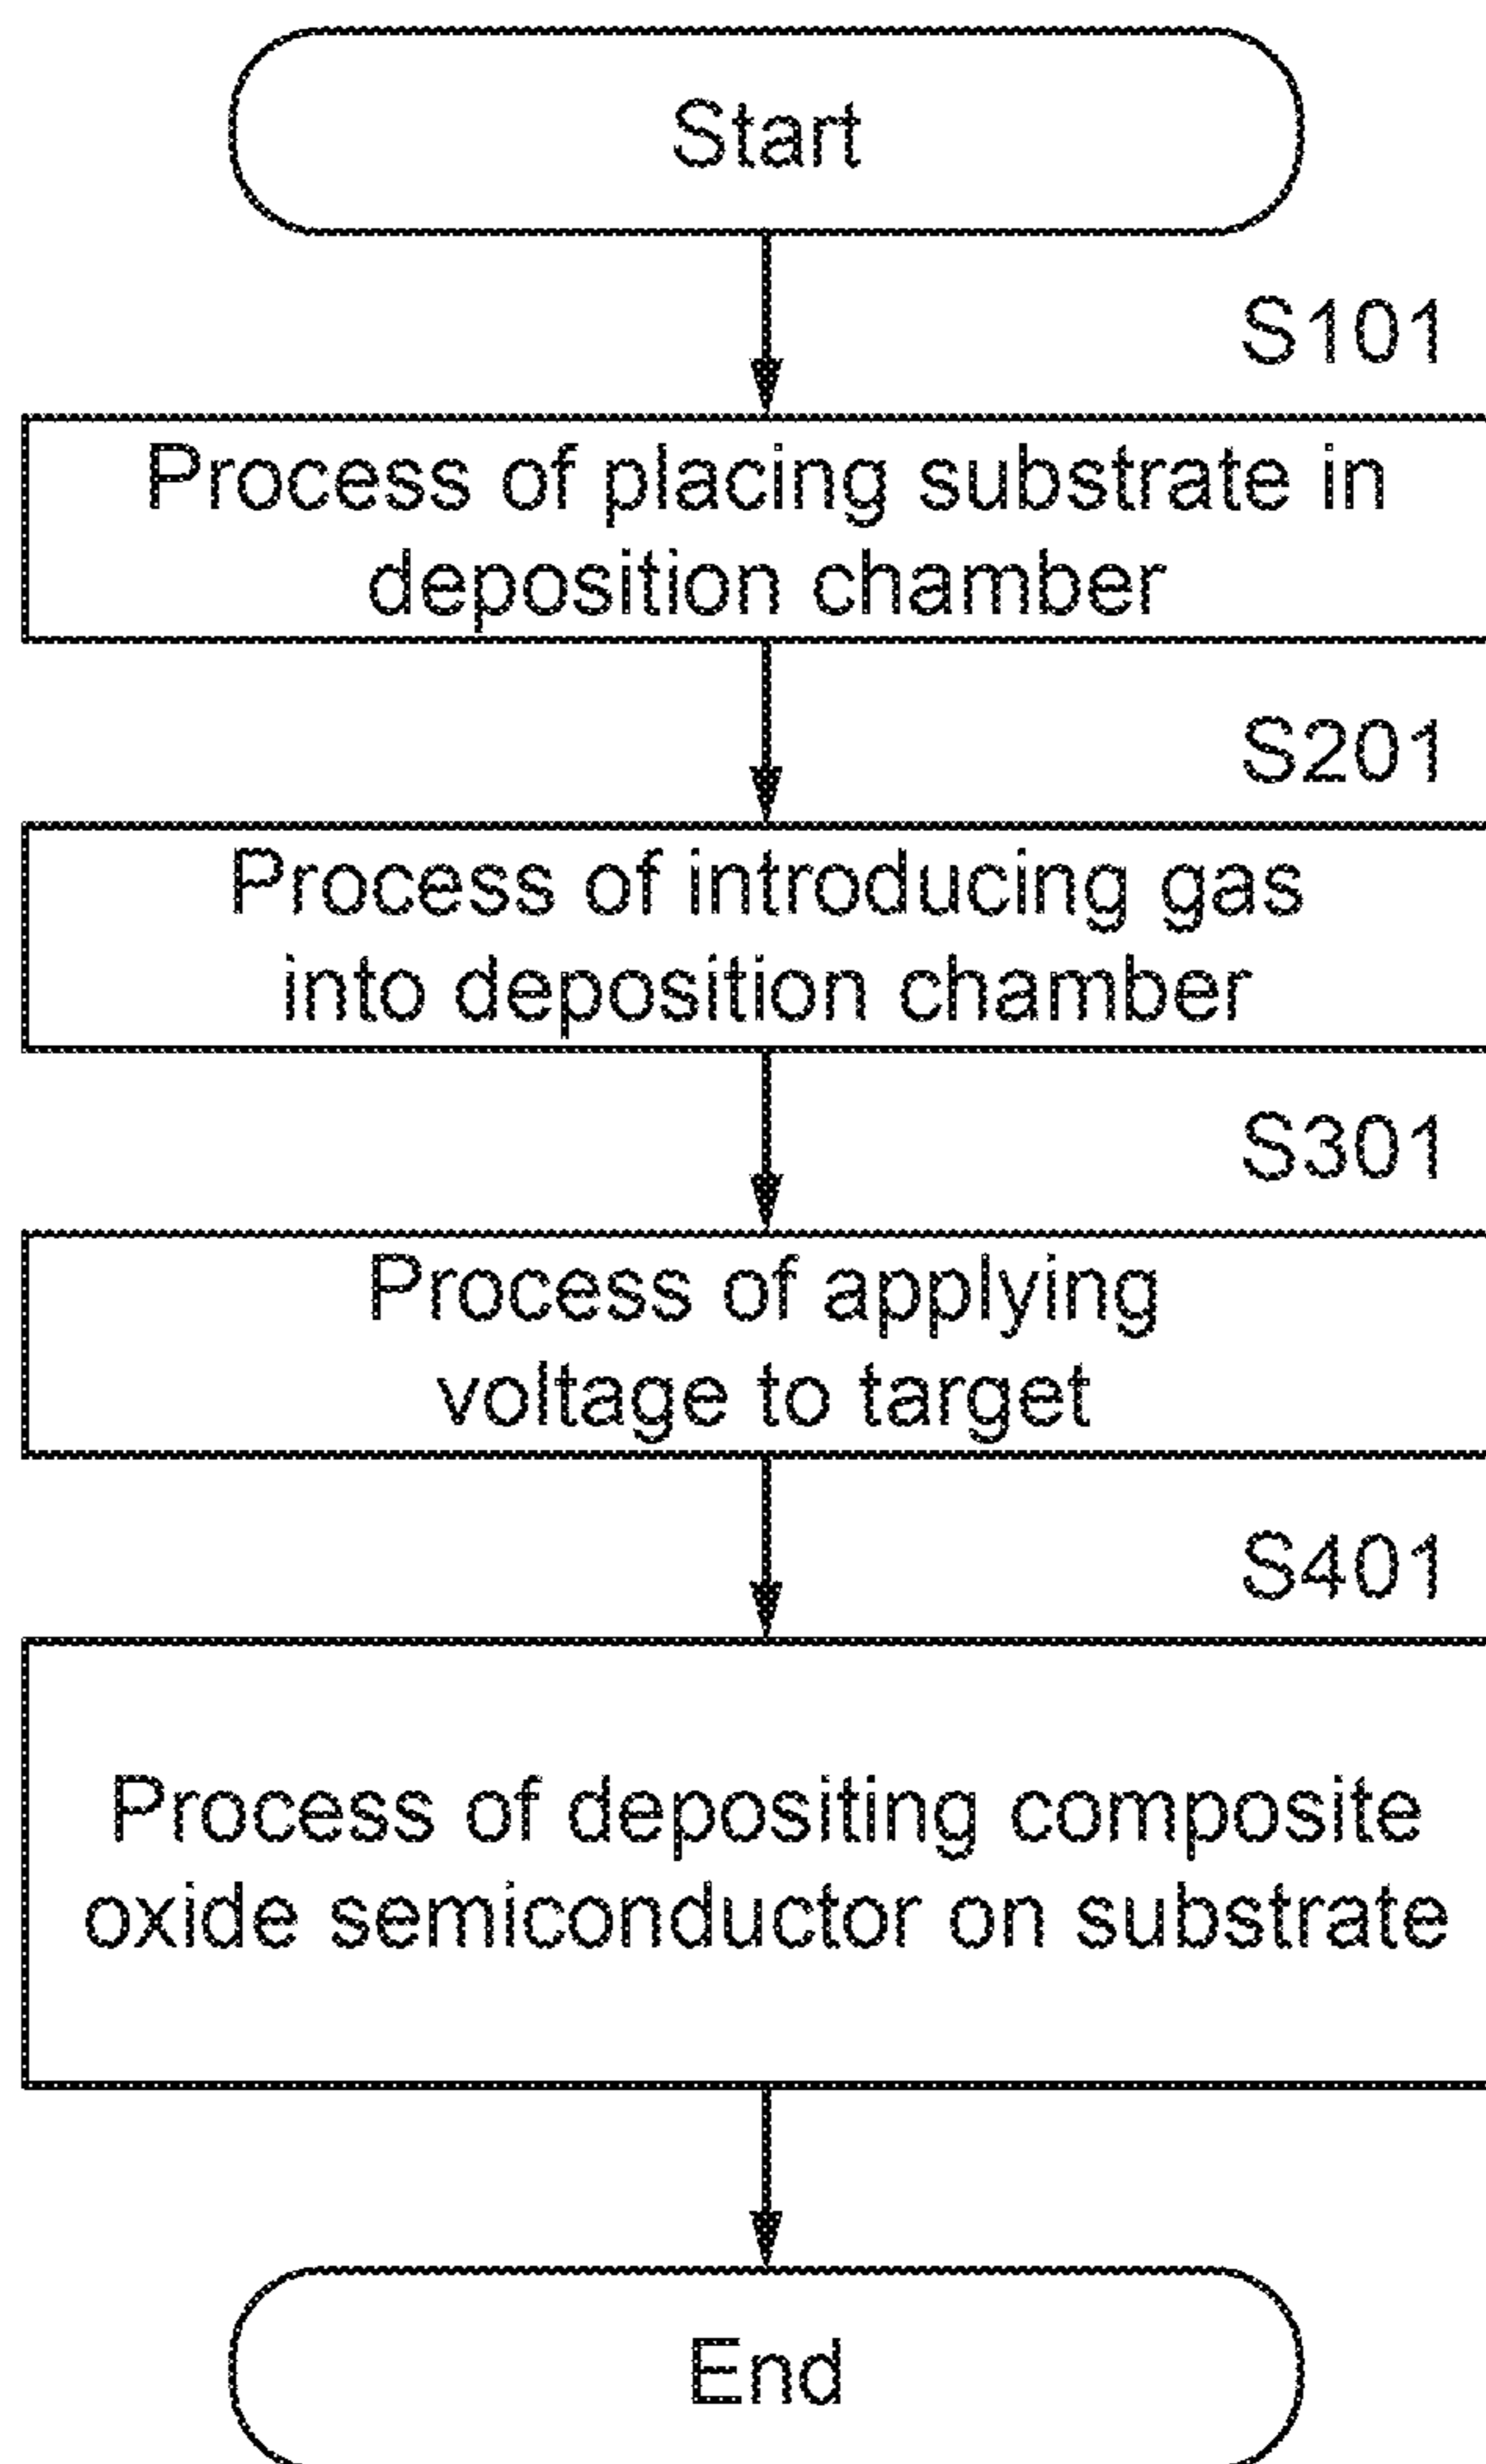 Start
S101
Process of placing substrate in
deposition chamber
S201
Process of introducing gas
into deposition chamber
S301
Process of applying
voltage to target
S401
Process of depositing composite
oxide semiconductor on substrate
End